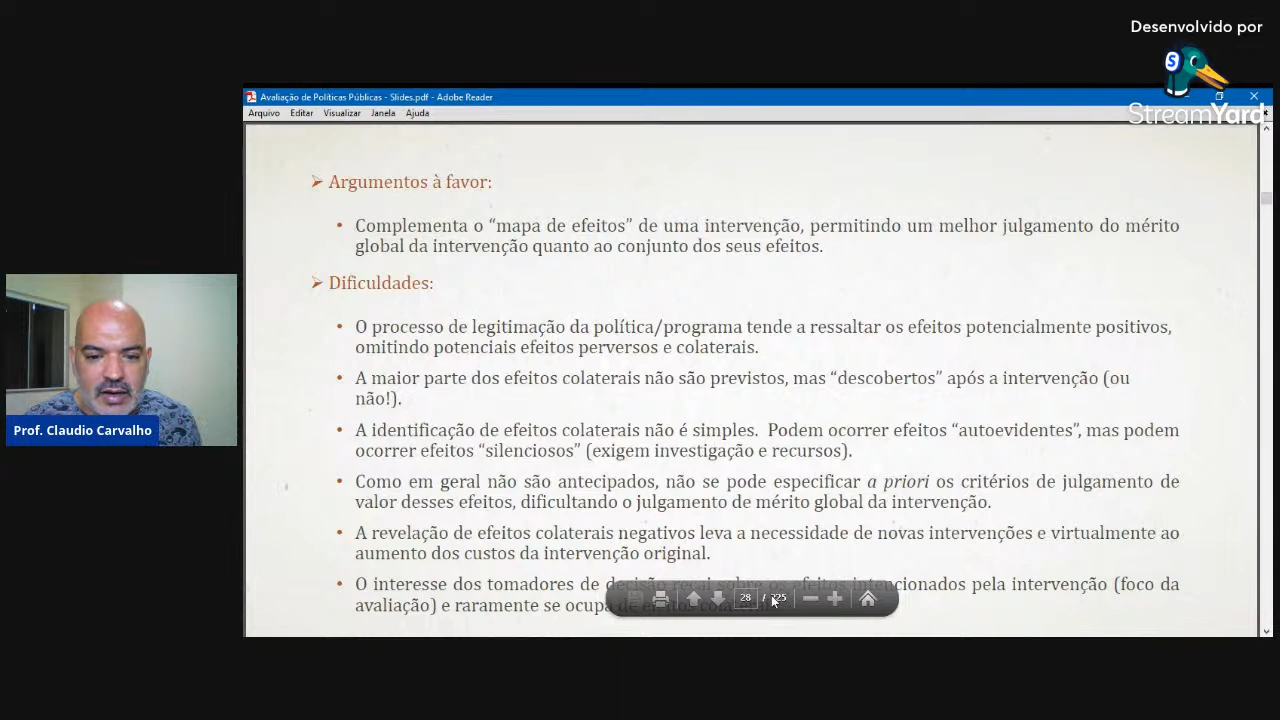 Desenvolvido por
StreamYard
Avaliação de Políticas Públicas - Slides.pdf - Adobe Reader
Arquivo Editar Visualizar Janela Ajuda
Argumentos à favor:
• Complementa o “mapa de efeitos” de uma intervenção, permitindo um melhor julgamento do mérito
global da intervenção quanto ao conjunto dos seus efeitos.
Dificuldades:
• O processo de legitimação da política/programa tende a ressaltar os efeitos potencialmente positivos,
omitindo potenciais efeitos perversos e colaterais.
• A maior parte dos efeitos colaterais não são previstos, mas “descobertos” após a intervenção (ou
não!).
• A identificação de efeitos colaterais não é simples. Podem ocorrer efeitos “autoevidentes”, mas podem
ocorrer efeitos “silenciosos” (exigem investigação e recursos).
• Como em geral não são antecipados, não se pode especificar a priori os critérios de julgamento de
valor desses efeitos, dificultando o julgamento de mérito global da intervenção.
• A revelação de efeitos colaterais negativos leva a necessidade de novas intervenções e virtualmente ao
aumento dos custos da intervenção original.
• O interesse dos tomadores de decisão recai sobre os efeitos intencionados pela intervenção (foco da
avaliação) e raramente se ocupa de efeitos
28 /
Prof. Claudio Carvalho